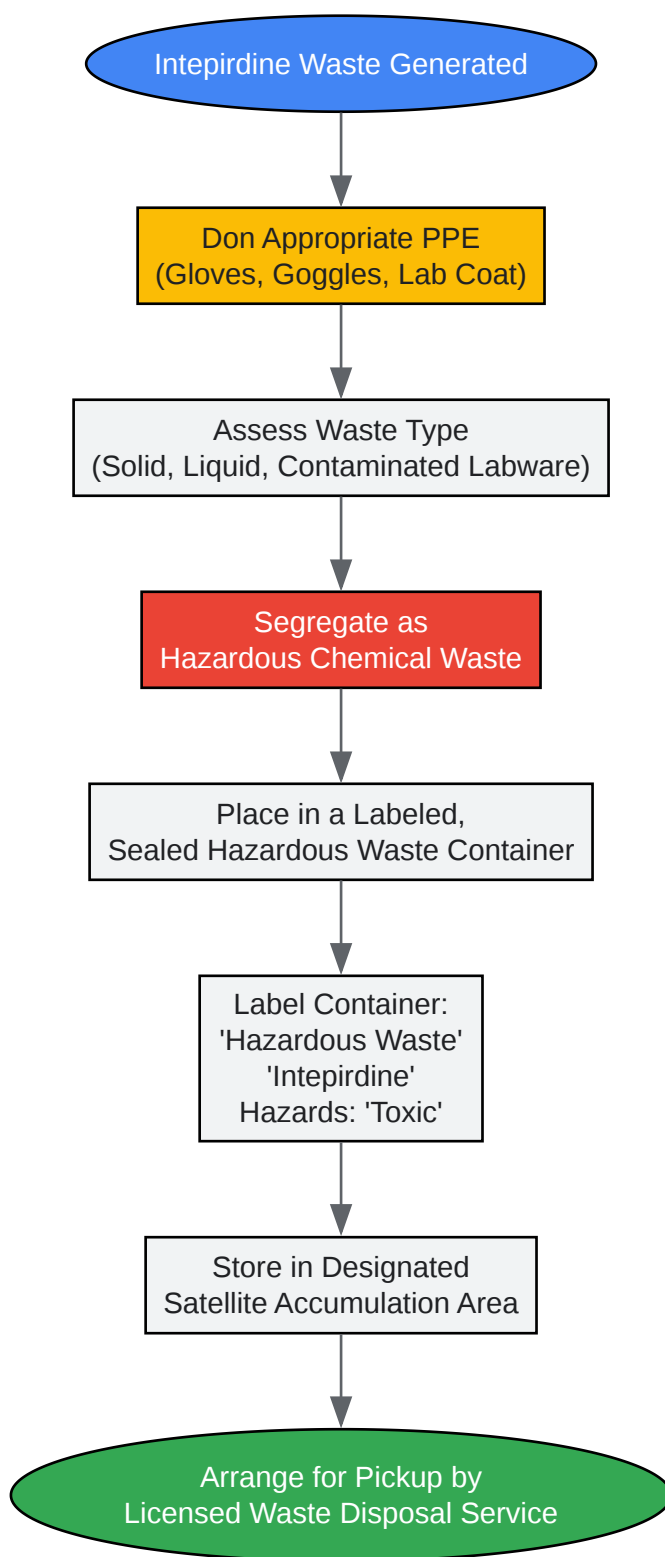 Intepirdine Waste Generated
Don Appropriate PPE
(Gloves, Goggles, Lab Coat)
Assess Waste Type
(Solid, Liquid, Contaminated Labware)
Segregate as
Hazardous Chemical Waste
Place in a Labeled,
Sealed Hazardous Waste Container
Label Container:
'Hazardous Waste'
'Intepirdine'
Hazards: 'Toxic'
Store in Designated
Satellite Accumulation Area
Arrange for Pickup by
Licensed Waste Disposal Service